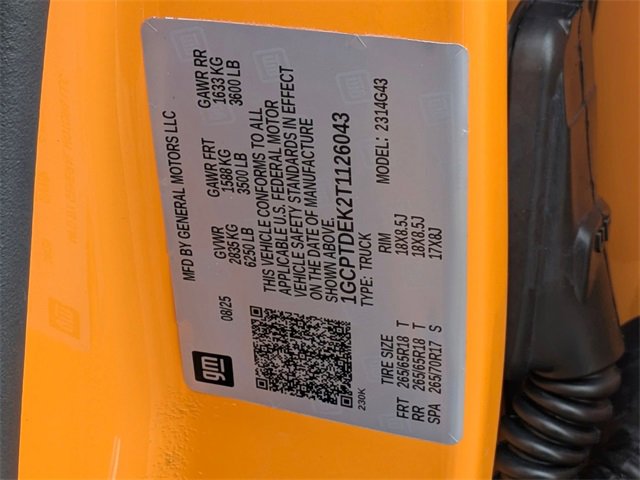 MFD BY GENERAL MOTORS LLC
08/25
GVWR GAWR FRT GAWR RR
2835 KG 1588 KG 1633 KG
6250 LB 3500 LB 3600 LB
THIS VEHICLE CONFORMS TO ALL
APPLICABLE U.S. FEDERAL MOTOR
VEHICLE SAFETY STANDARDS IN EFFECT
ON THE DATE OF MANUFACTURE
SHOWN ABOVE.
1GCPTDEK2T1126043
TYPE: TRUCK MODEL: 2314G43
gm
230K
TIRE SIZE RIM
FRT 265/65R18 T 18X8.5J
RR 265/65R18 T 18X8.5J
SPA 265/70R17 S 17X8J